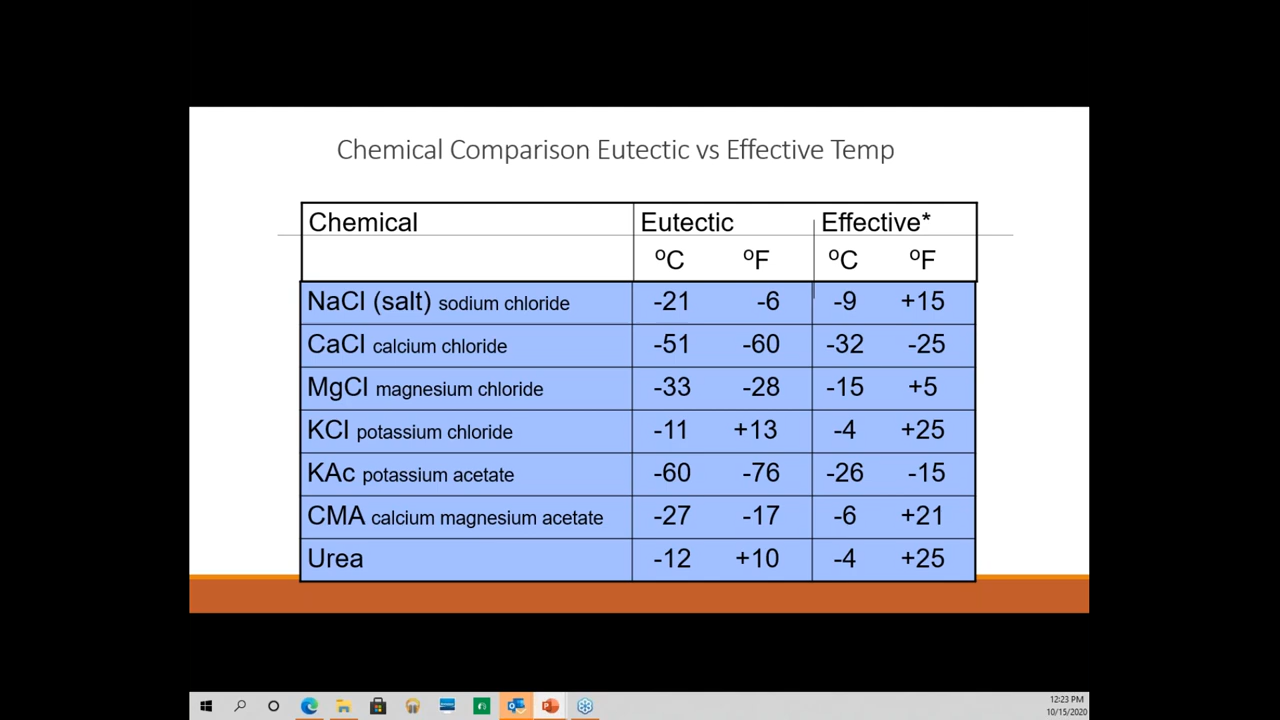 Chemical Comparison Eutectic vs Effective Temp
Chemical Eutectic Effective*
ºC ºF ºC ºF
NaCl (salt) sodium chloride -21 -6 -9 +15
CaCl calcium chloride -51 -60 -32 -25
MgCl magnesium chloride -33 -28 -15 +5
KCl potassium chloride -11 +13 -4 +25
KAc potassium acetate -60 -76 -26 -15
CMA calcium magnesium acetate -27 -17 -6 +21
Urea -12 +10 -4 +25
12:23 PM
10/15/2020